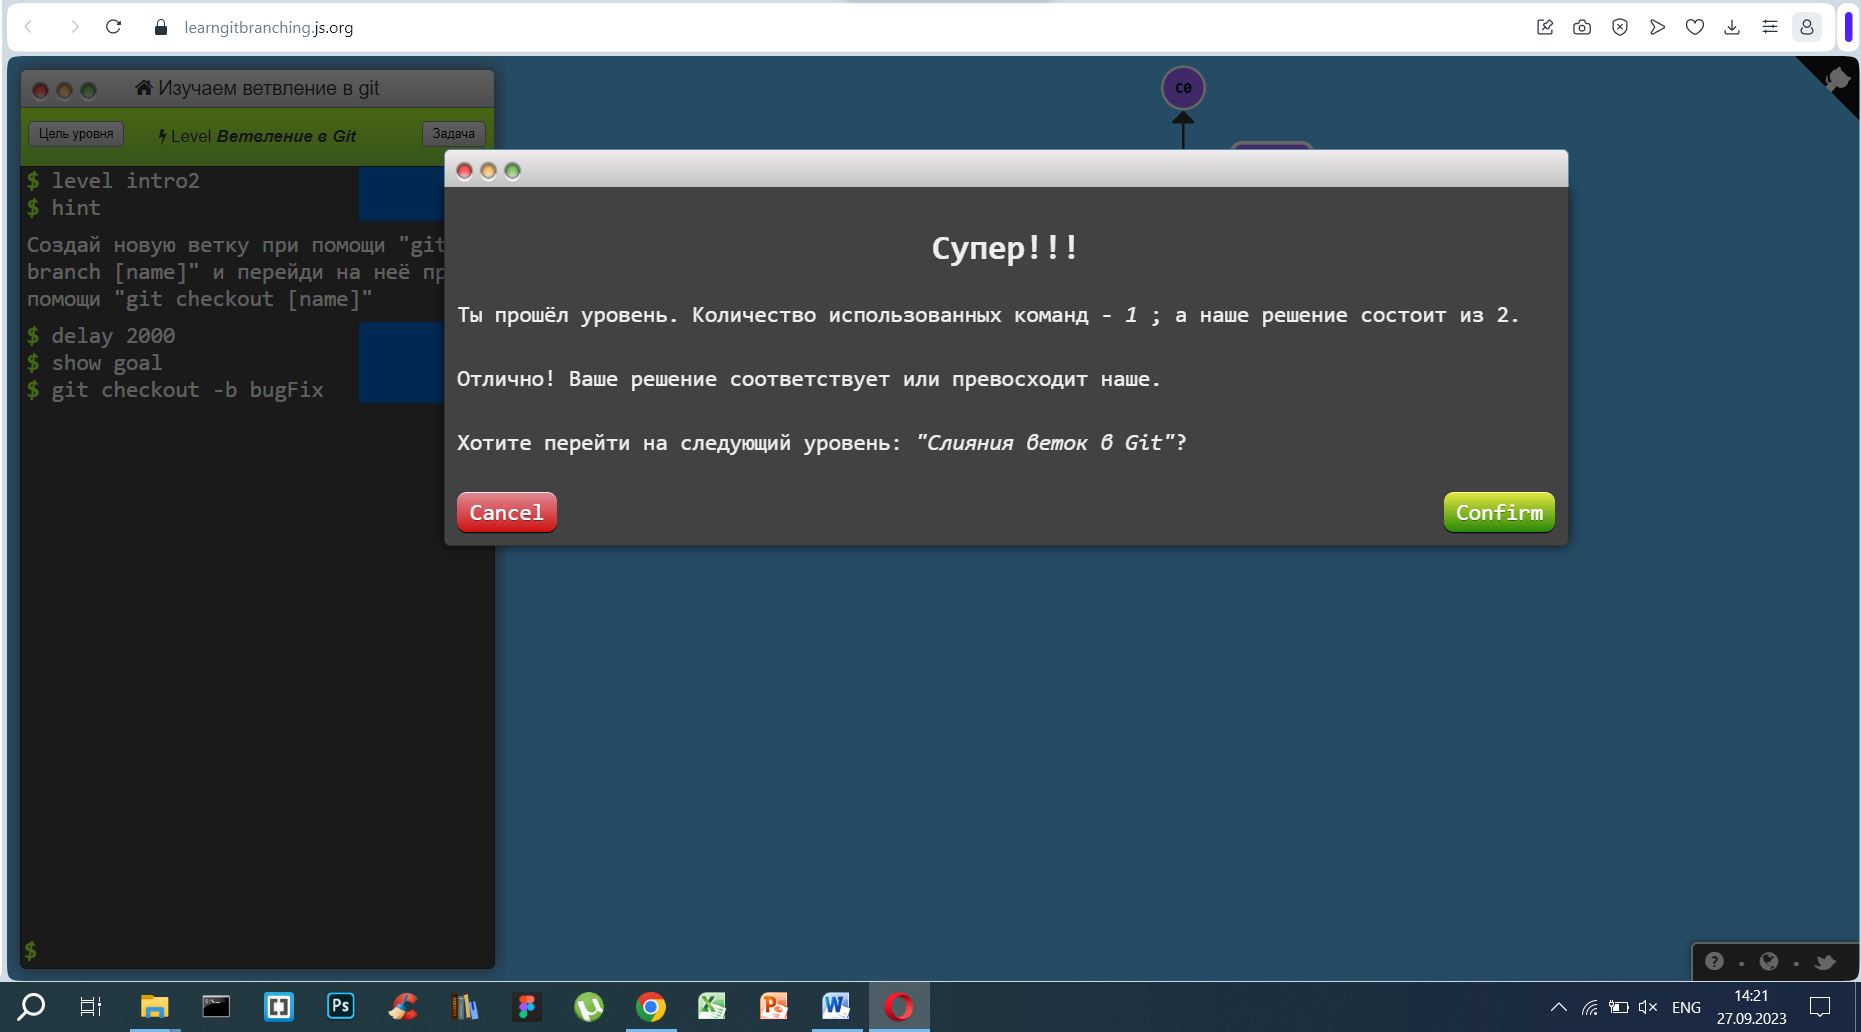 learngitbranching.js.org
Изучаем ветвление в git
Цель уровня
Level Ветвление в Git
Задача
C0
$ level intro2
$ hint
Создай новую ветку при помощи "git
branch [name]" и перейди на неё пр
помощи "git checkout [name]"
$ delay 2000
$ show goal
$ git checkout -b bugFix
$
Супер!!!
Ты прошёл уровень. Количество использованных команд - 1 ; а наше решение состоит из 2.
Отлично! Ваше решение соответствует или превосходит наше.
Хотите перейти на следующий уровень: "Слияния веток в Git"?
Cancel
Confirm
?
Ps
ENG
14:21
27.09.2023